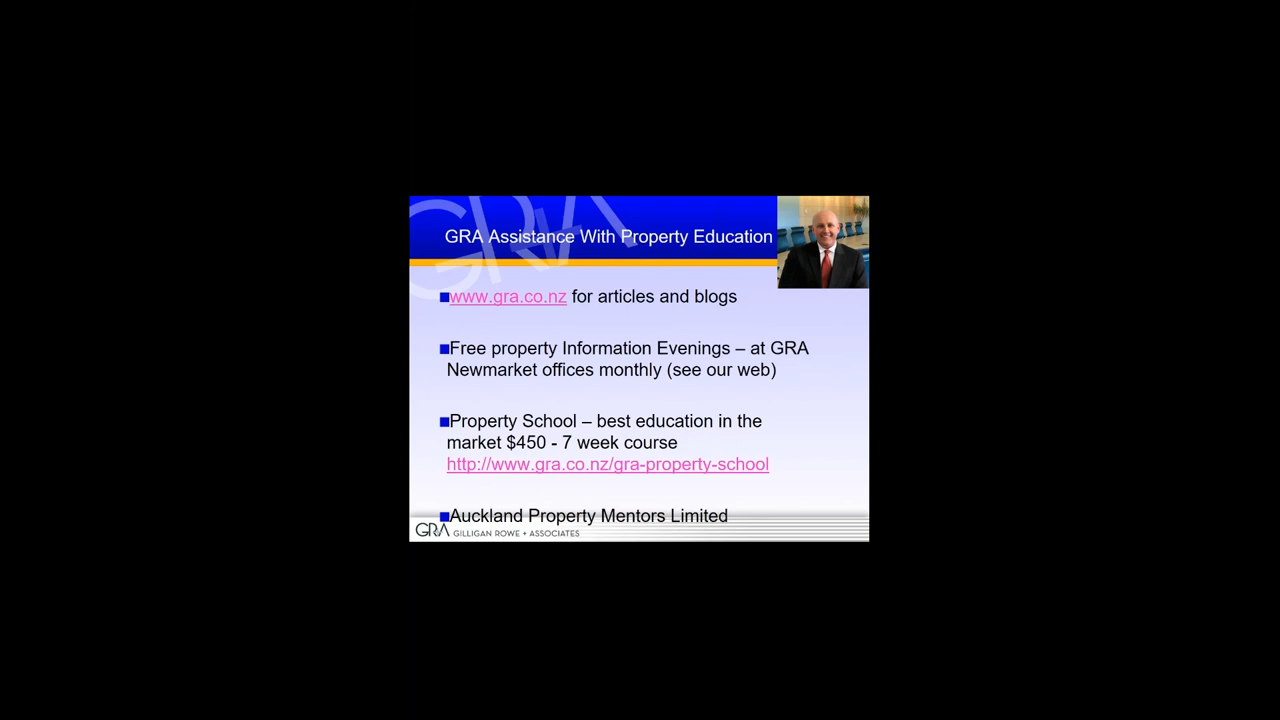 GRA
GRA Assistance With Property Education
www.gra.co.nz for articles and blogs
Free property Information Evenings – at GRA
Newmarket offices monthly (see our web)
Property School – best education in the
market $450 - 7 week course
http://www.gra.co.nz/gra-property-school
Auckland Property Mentors Limited
GRA GILLIGAN ROWE + ASSOCIATES